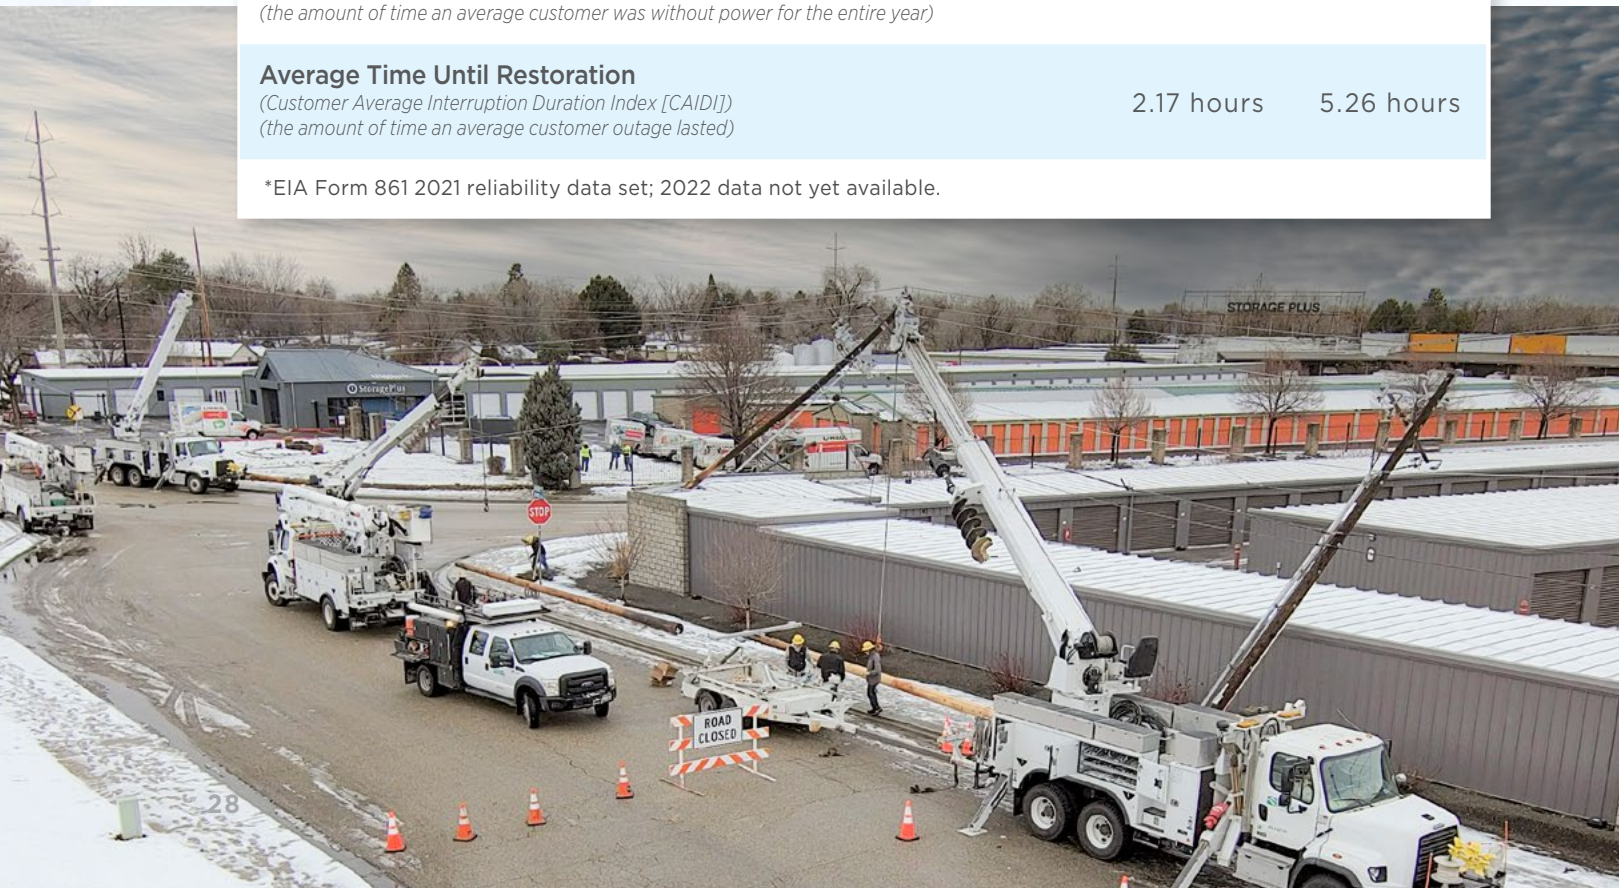 (the amount of time an average customer was without power for the entire year)
Average Time Until Restoration
(Customer Average Interruption Duration Index [CAIDI])
(the amount of time an average customer outage lasted)
2.17 hours 5.26 hours
*EIA Form 861 2021 reliability data set; 2022 data not yet available.
STORAGE PLUS
StoragePlus
STOP
ROAD
CLOSED
28